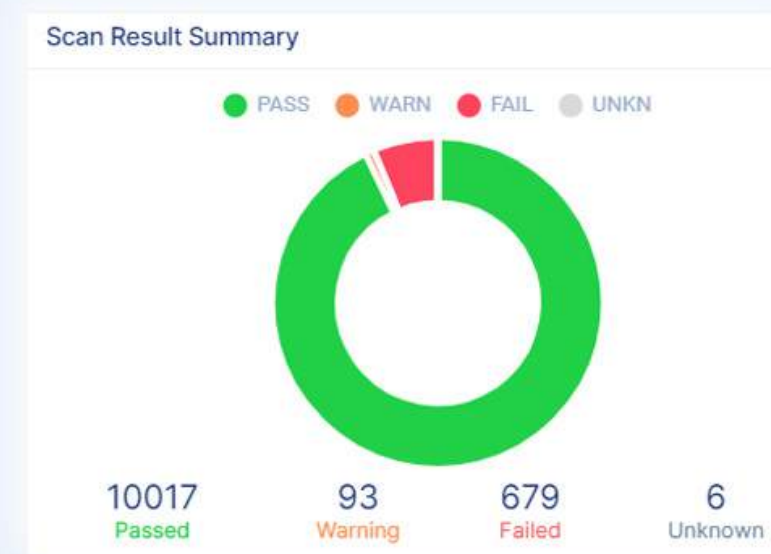 Scan Result Summary
PASS WARN FAIL UNKN
10017 93 679 6
Passed Warning Failed Unknown